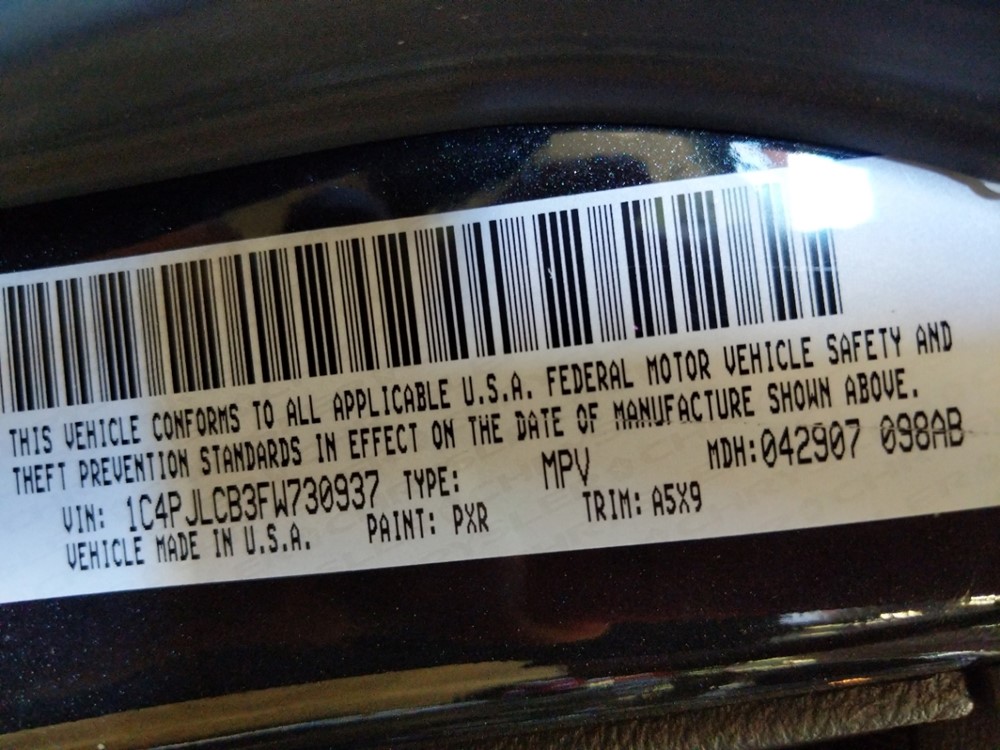 THIS VEHICLE CONFORMS TO ALL APPLICABLE U.S.A. FEDERAL MOTOR VEHICLE SAFETY AND
THEFT PREVENTION STANDARDS IN EFFECT ON THE DATE OF MANUFACTURE SHOWN ABOVE.
VIN: 1C4PJLCB3FW730937 TYPE: MPV MDH:042907 098AB
VEHICLE MADE IN U.S.A. PAINT: PXR TRIM: A5X9